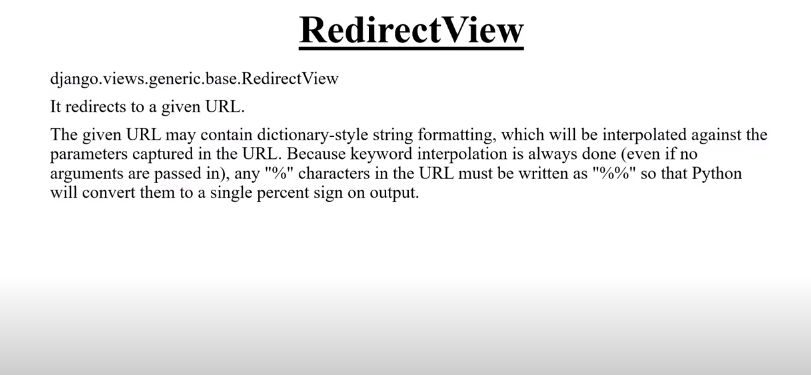 RedirectView
django.views.generic.base.RedirectView
It redirects to a given URL.
The given URL may contain dictionary-style string formatting, which will be interpolated against the
parameters captured in the URL. Because keyword interpolation is always done (even if no
arguments are passed in), any "%" characters in the URL must be written as "%%" so that Python
will convert them to a single percent sign on output.